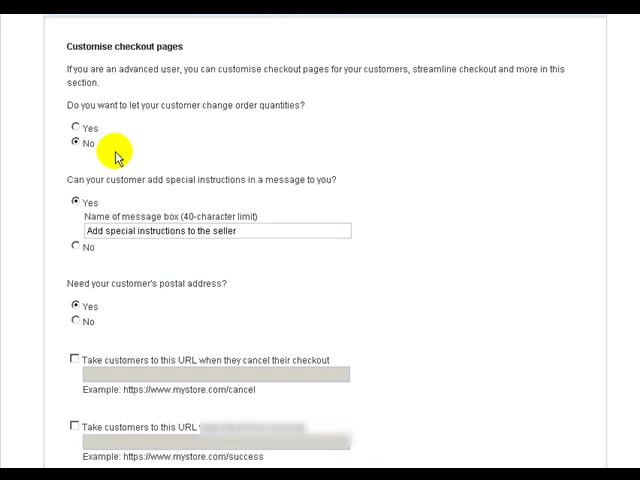 Customise checkout pages
If you are an advanced user, you can customise checkout pages for your customers, streamline checkout and more in this
section.
Do you want to let your customer change order quantities?
Yes
No
Can your customer add special instructions in a message to you?
Yes
Name of message box (40-character limit)
Add special instructions to the seller
No
Need your customer's postal address?
Yes
No
Take customers to this URL when they cancel their checkout
Example: https://www.mystore.com/cancel
Take customers to this URL
Example: https://www.mystore.com/success